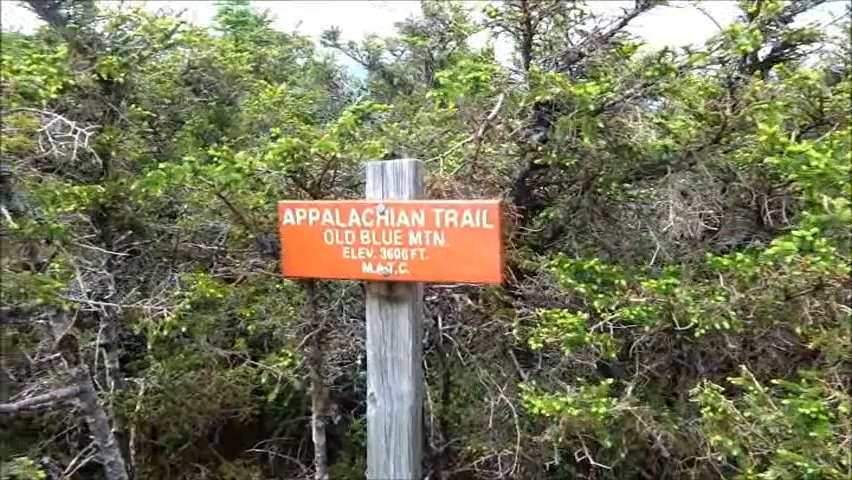 APPALACHIAN TRAIL
OLD BLUE MTN.
ELEV. 3600 FT.
M.A.T.C.